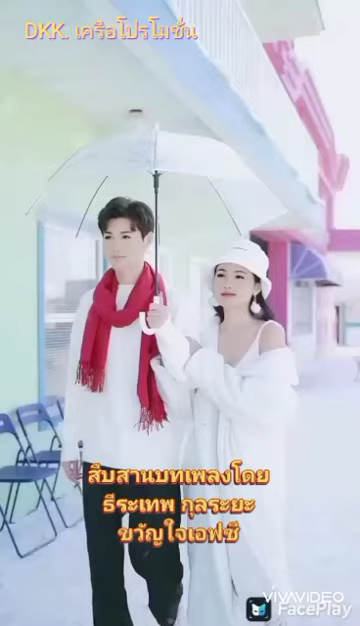 DKK. เครือโปรโมชั่น
สืบสานบทเพลงโดย
ธีระเทพ กุลระยะ
ขวัญใจเอฟซี
VIVAVIDEO
FacePlay